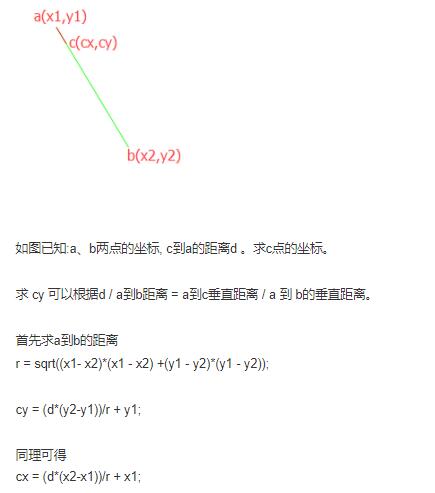 a(x1,y1)
c(cx,cy)
b(x2,y2)
如图已知:a、b两点的坐标, c到a的距离d 。求c点的坐标。
求 cy 可以根据d / a到b距离 = a到c垂直距离 / a 到 b的垂直距离。
首先求a到b的距离
r = sqrt((x1- x2)*(x1 - x2) +(y1 - y2)*(y1 - y2));
cy = (d*(y2-y1))/r + y1;
同理可得
cx = (d*(x2-x1))/r + x1;